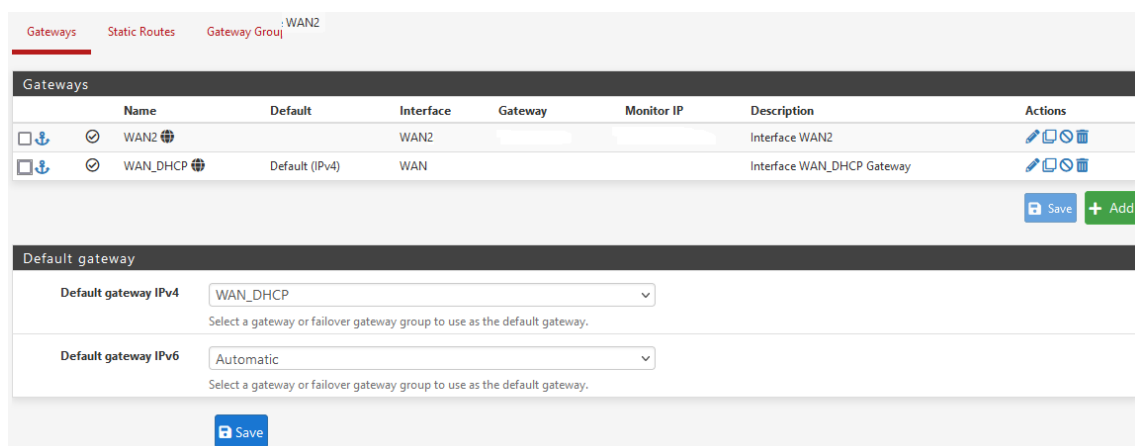 Gateways Static Routes Gateway Group WAN2
Gateways
Name Default Interface Gateway Monitor IP Description Actions
WAN2 WAN2 Interface WAN2
WAN_DHCP Default (IPv4) WAN Interface WAN_DHCP Gateway
Save Add
Default gateway
Default gateway IPv4 WAN_DHCP
Select a gateway or failover gateway group to use as the default gateway.
Default gateway IPv6 Automatic
Select a gateway or failover gateway group to use as the default gateway.
Save